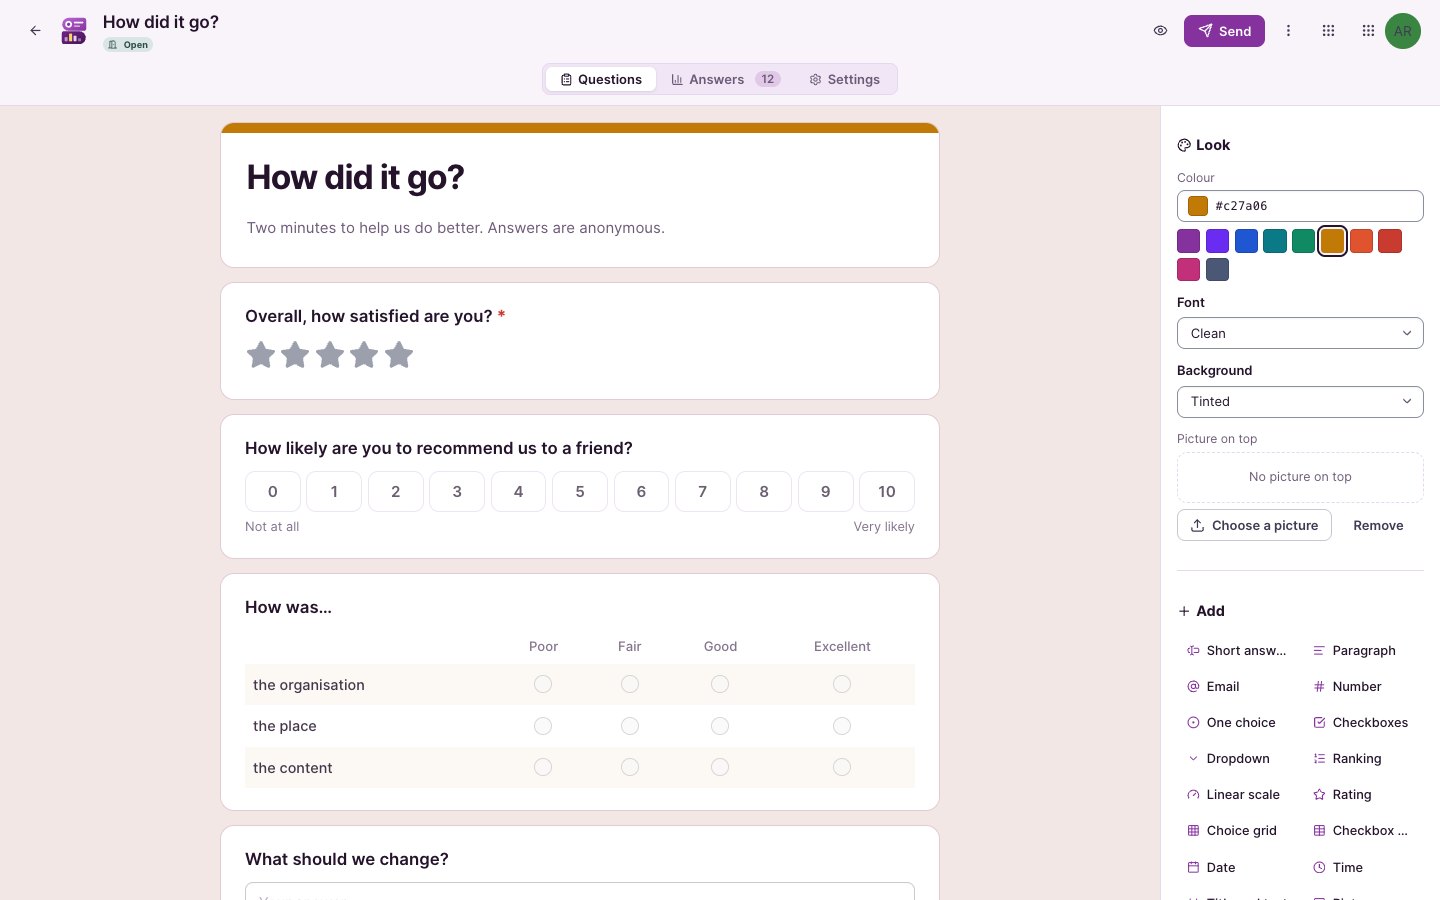 How did it go?
Open
Send
AR
Questions
Answers 12
Settings
How did it go?
Two minutes to help us do better. Answers are anonymous.
Overall, how satisfied are you? *
How likely are you to recommend us to a friend?
0 1 2 3 4 5 6 7 8 9 10
Not at all Very likely
How was...
Poor Fair Good Excellent
the organisation
the place
the content
What should we change?
Look
Colour
#c27a06
Font
Clean
Background
Tinted
Picture on top
No picture on top
Choose a picture Remove
Add
Short answ... Paragraph
Email Number
One choice Checkboxes
Dropdown Ranking
Linear scale Rating
Choice grid Checkbox ...
Date Time